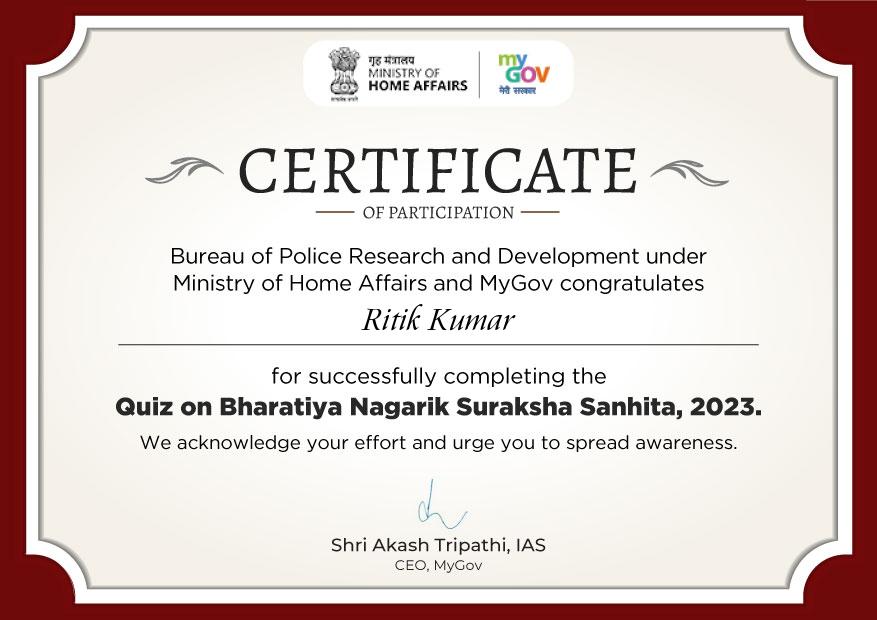 गृह मंत्रालय
MINISTRY OF
HOME AFFAIRS
सत्यमेव जयते
my
GOV
मेरी सरकार
CERTIFICATE
OF PARTICIPATION
Bureau of Police Research and Development under
Ministry of Home Affairs and MyGov congratulates
Ritik Kumar
for successfully completing the
Quiz on Bharatiya Nagarik Suraksha Sanhita, 2023.
We acknowledge your effort and urge you to spread awareness.
Shri Akash Tripathi, IAS
CEO, MyGov